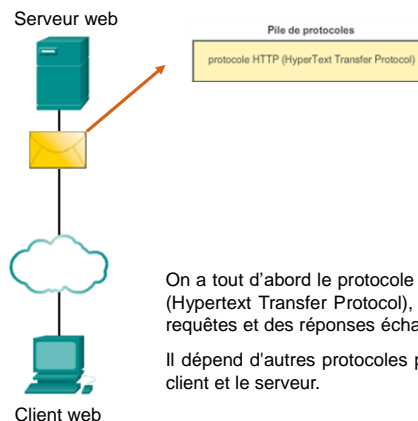 Serveur web
Pile de protocoles
protocole HTTP (HyperText Transfer Protocol)
On a tout d'abord le protocole
(Hypertext Transfer Protocol),
requêtes et des réponses
Il dépend d'autres protocoles
client et le serveur.
Client web